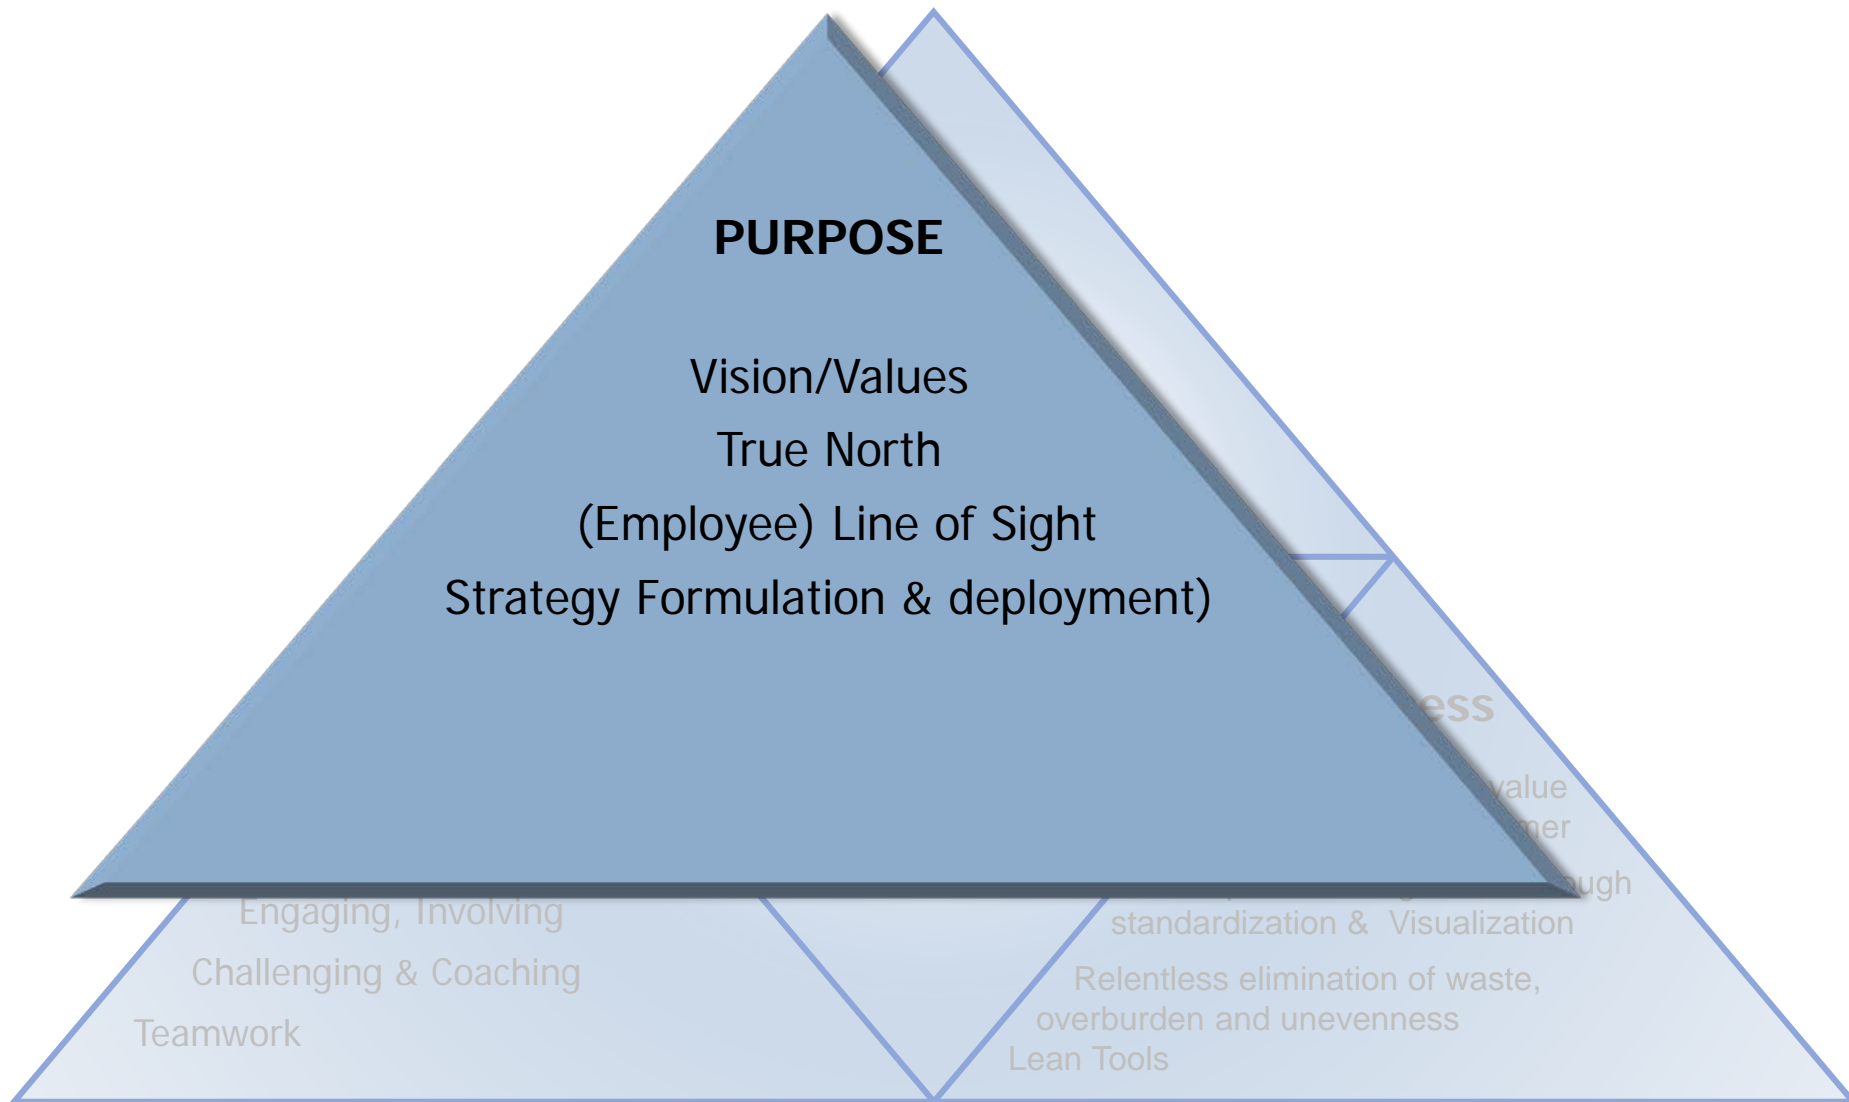 PURPOSE
Vision/Values
True North
(Employee) Line of Sight
Strategy Formulation & deployment)
Engaging, Involving
Challenging & Coaching
Teamwork
value
standardization & Visualization
Relentless elimination of waste,
overburden and unevenness
Lean Tools